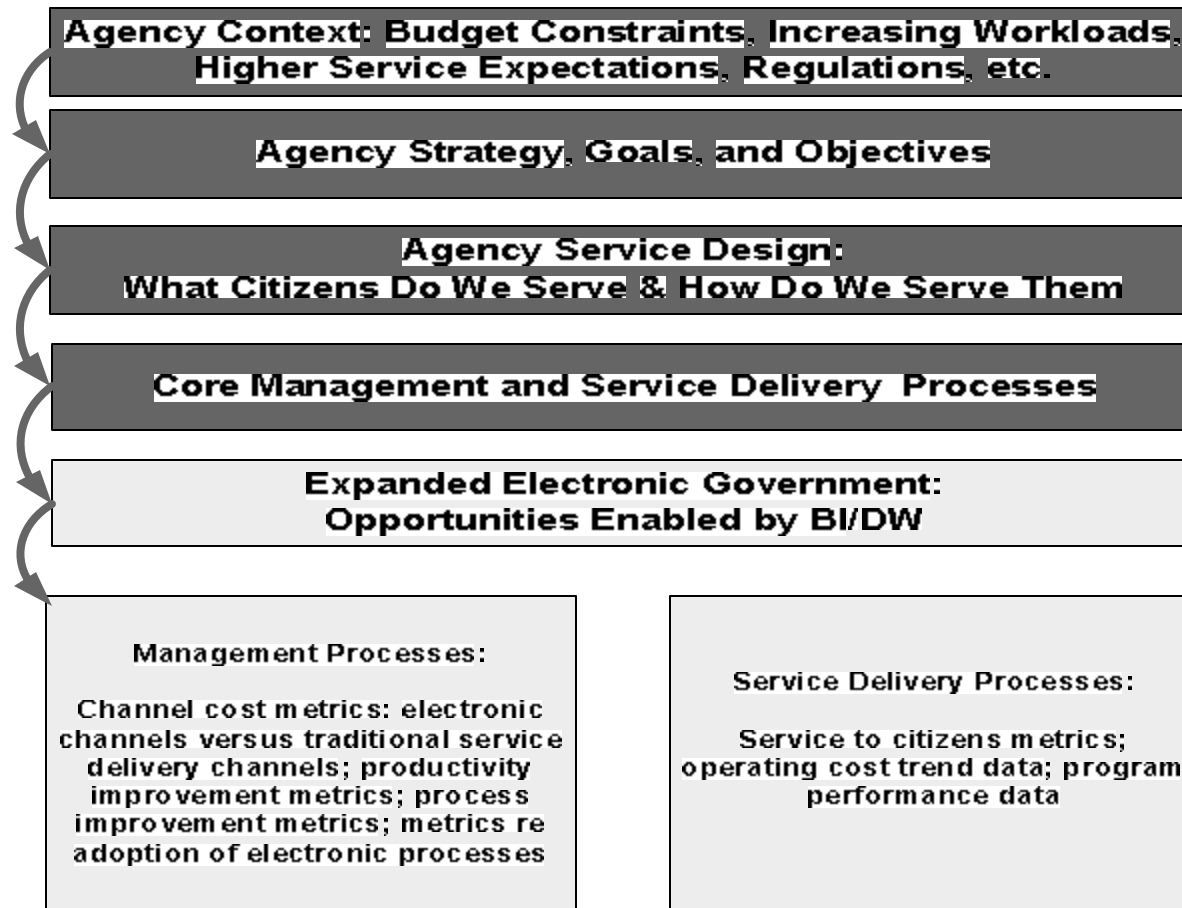 Agency Context: Budget Constraints, Increasing Workloads,
Higher Service Expectations, Regulations, etc.
Agency Strategy, Goals, and Objectives
Agency Service Design:
What Citizens Do We Serve & How Do We Serve Them
Core Management and Service Delivery Processes
Expanded Electronic Government:
Opportunities Enabled by BI/DW
Management Processes:
Channel cost metrics: electronic
channels versus traditional service
delivery channels; productivity
improvement metrics; process
improvement metrics; metrics re
adoption of electronic processes
Service Delivery Processes:
Service to citizens metrics;
operating cost trend data; program
performance data